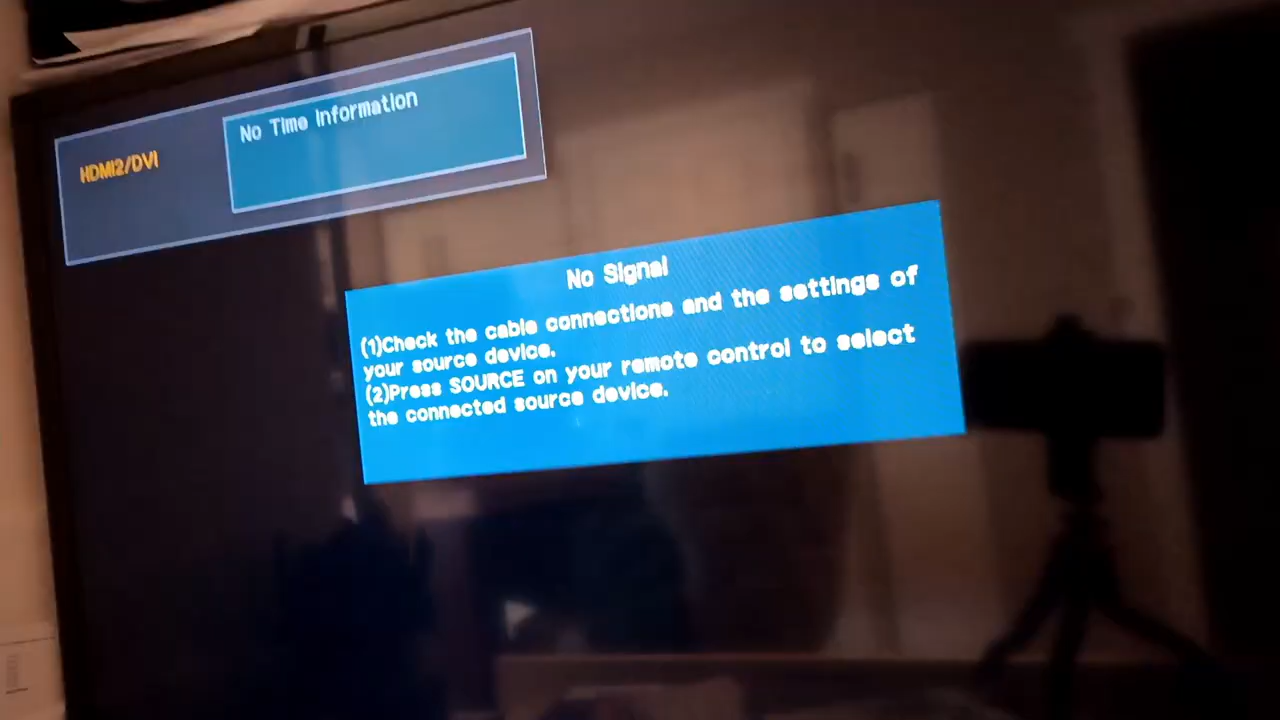 No Time Information
HDMI2/DVI
No Signal
(1)Check the cable connections and the settings of
your source device.
(2)Press SOURCE on your remote control to select
the connected source device.